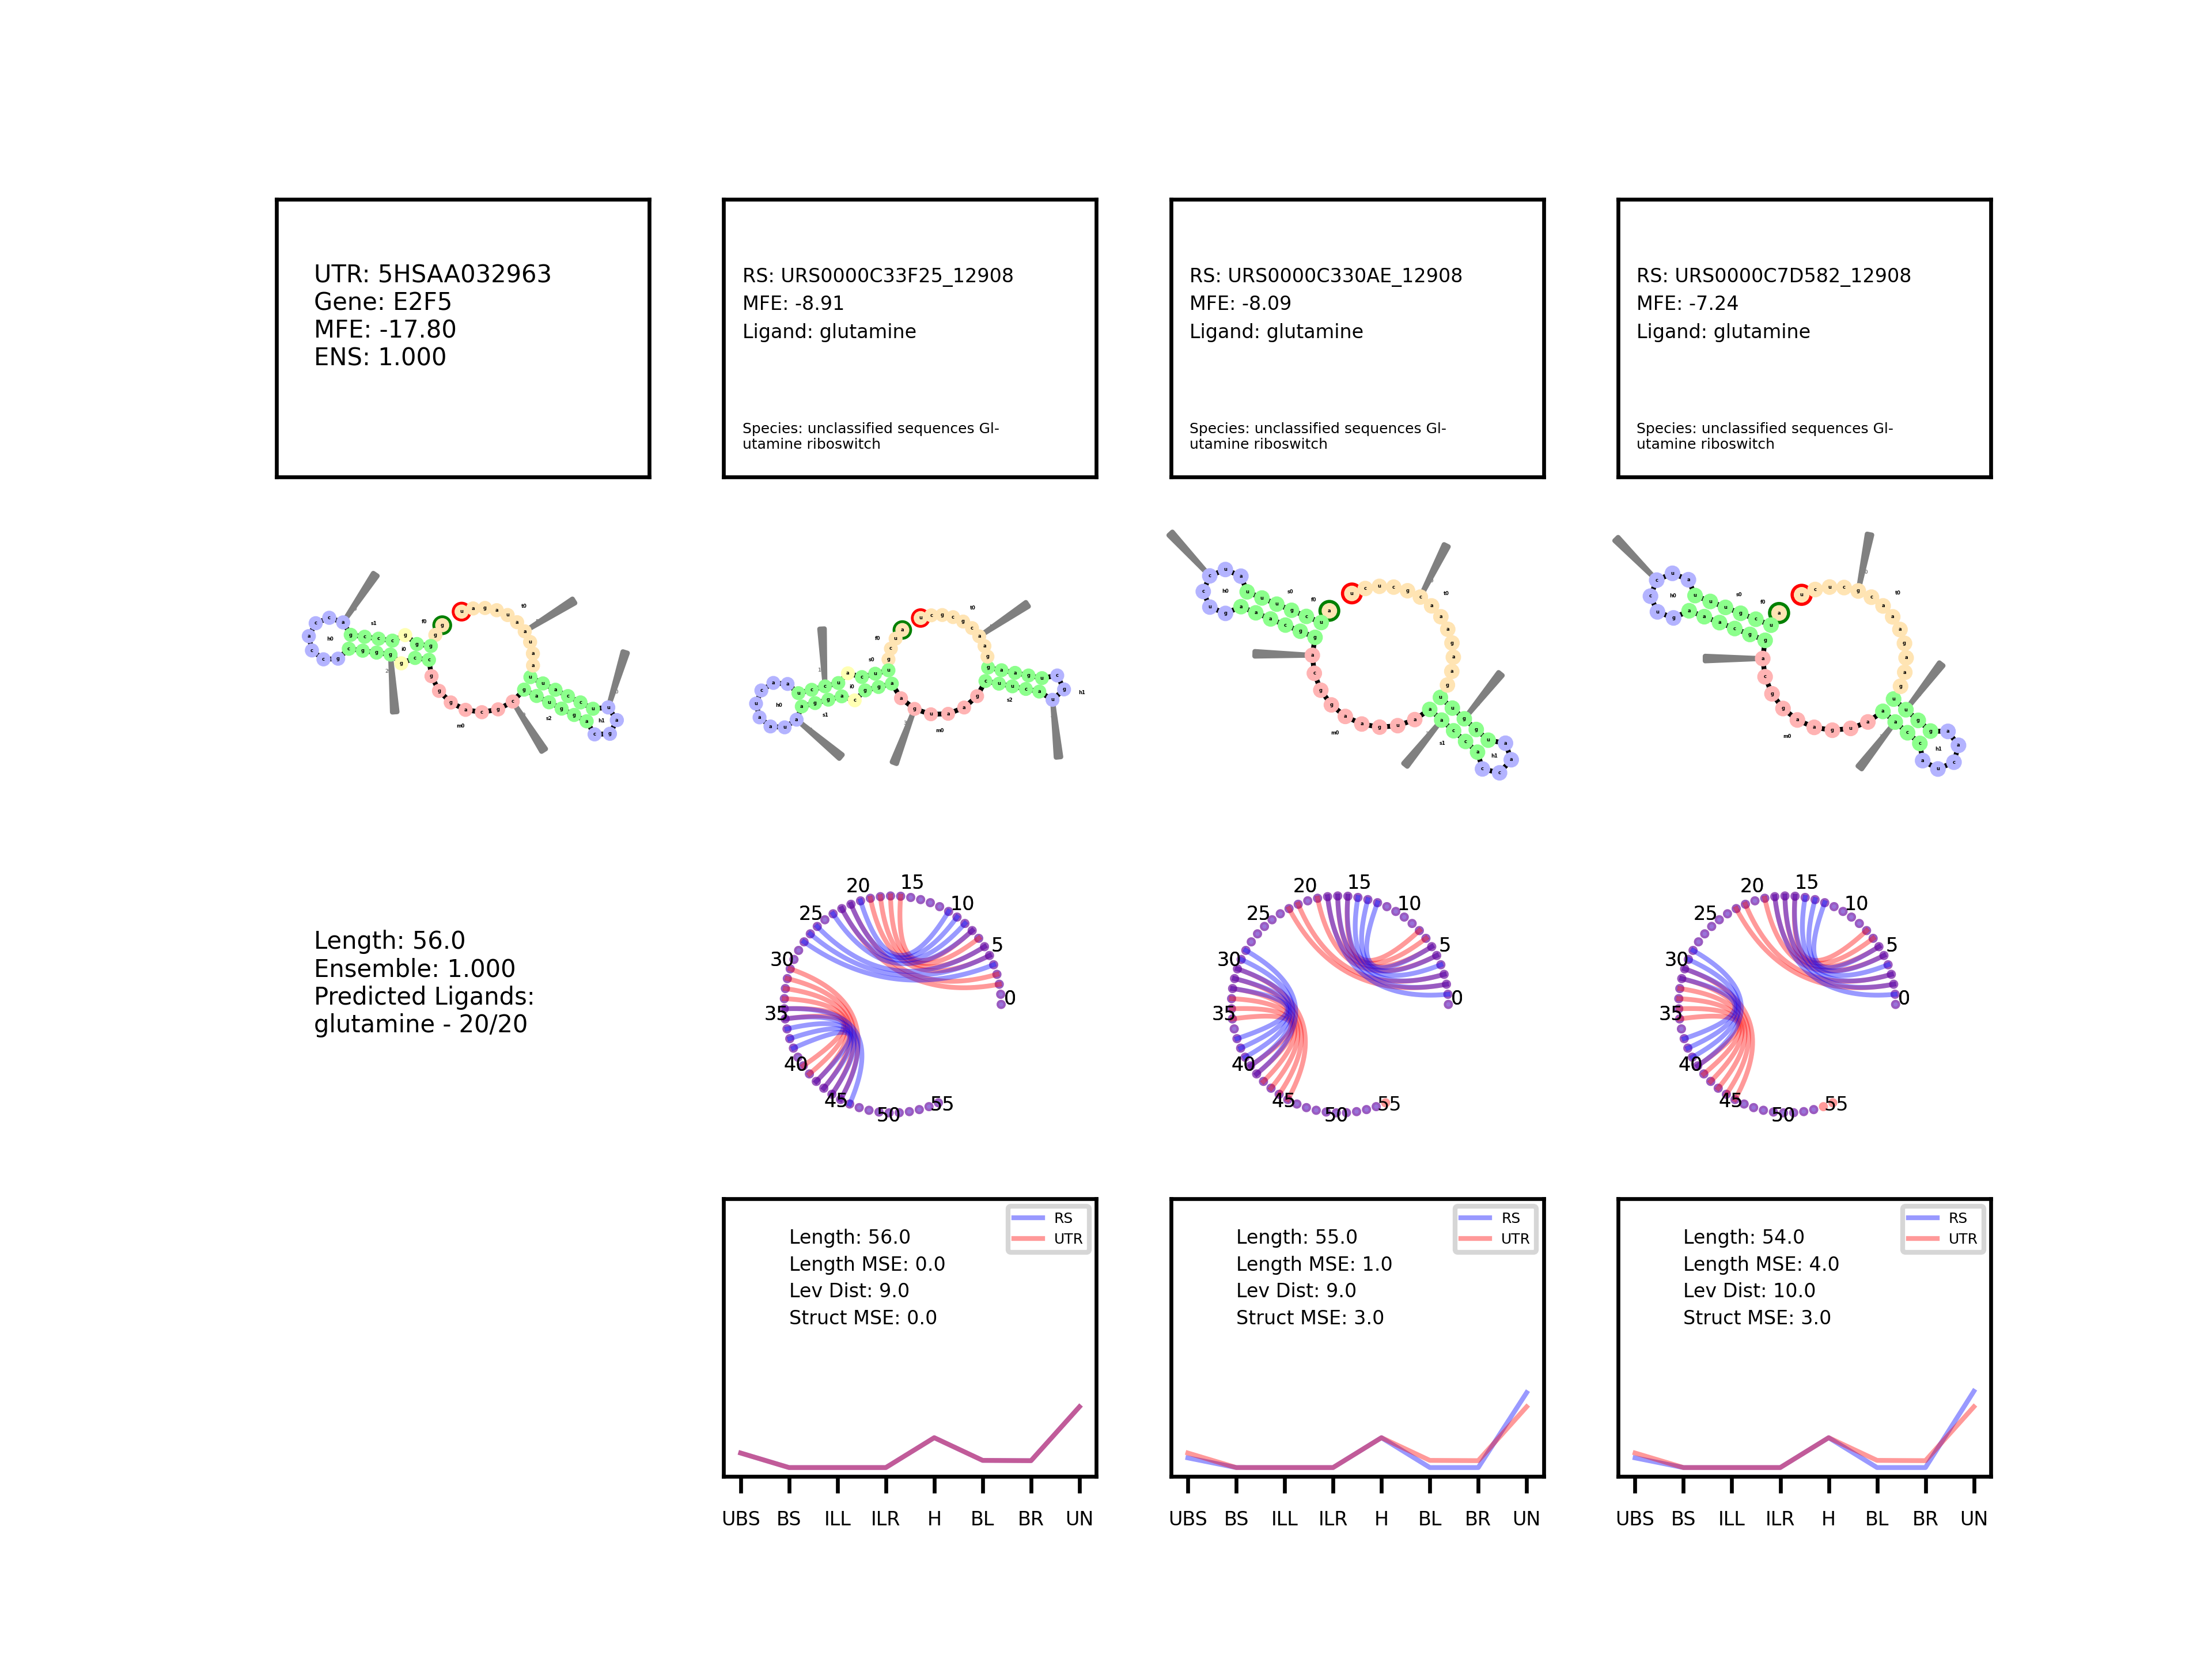 UTR: 5HSAA032963
Gene: E2F5
MFE: -17.80
ENS: 1.000
RS: URS0000C33F25_12908
MFE: -8.91
Ligand: glutamine
Species: unclassified sequences Gl-
utamine riboswitch
RS: URS0000C330AE_12908
MFE: -8.09
Ligand: glutamine
Species: unclassified sequences Gl-
utamine riboswitch
RS: URS0000C7D582_12908
MFE: -7.24
Ligand: glutamine
Species: unclassified sequences Gl-
utamine riboswitch
Length: 56.0
Ensemble: 1.000
Predicted Ligands:
glutamine - 20/20
0
5
10
15
20
25
30
35
40
45
50
55
0
5
10
15
20
25
30
35
40
45
50
55
0
5
10
15
20
25
30
35
40
45
50
55
RS
UTR
Length: 56.0
Length MSE: 0.0
Lev Dist: 9.0
Struct MSE: 0.0
UBS BS ILL ILR H BL BR UN
RS
UTR
Length: 55.0
Length MSE: 1.0
Lev Dist: 9.0
Struct MSE: 3.0
UBS BS ILL ILR H BL BR UN
RS
UTR
Length: 54.0
Length MSE: 4.0
Lev Dist: 10.0
Struct MSE: 3.0
UBS BS ILL ILR H BL BR UN